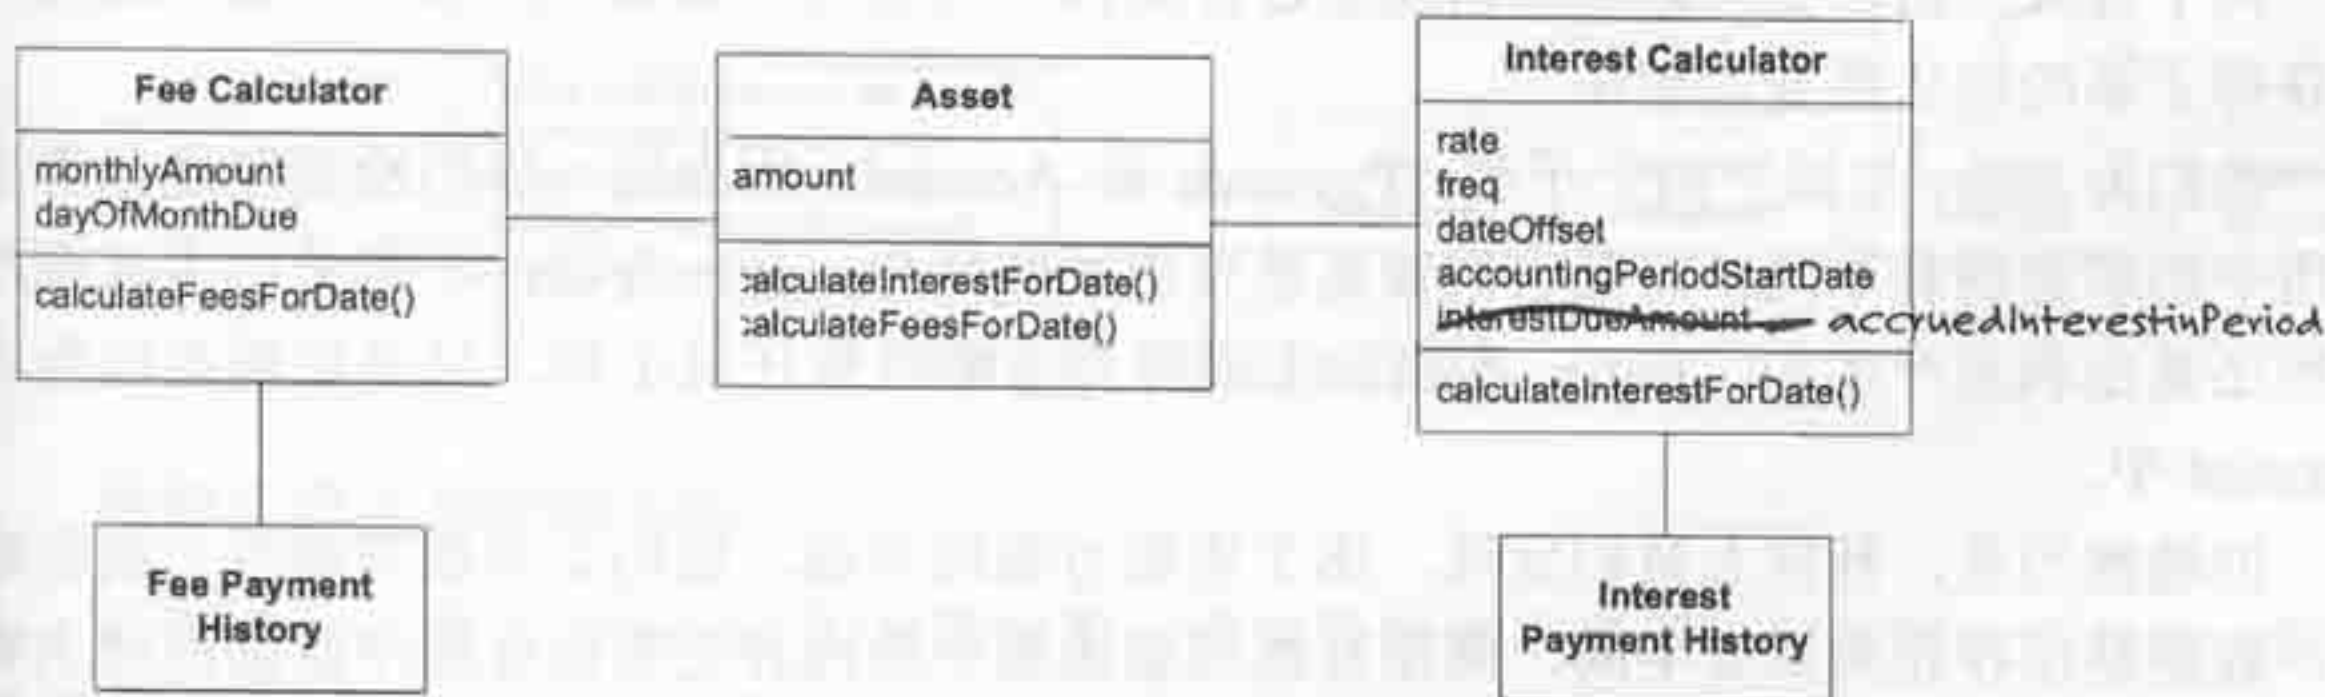 Fee Calculator
monthlyAmount
dayOfMonthDue
calculateFeesForDate()
Fee Payment
History
Asset
amount
calculateInterestForDate()
calculateFeesForDate()
Interest Calculator
rate
freq
dateOffset
accountingPeriodStartDate
interestDueAmount accruedInterestinPeriod
calculateInterestForDate()
Interest
Payment History